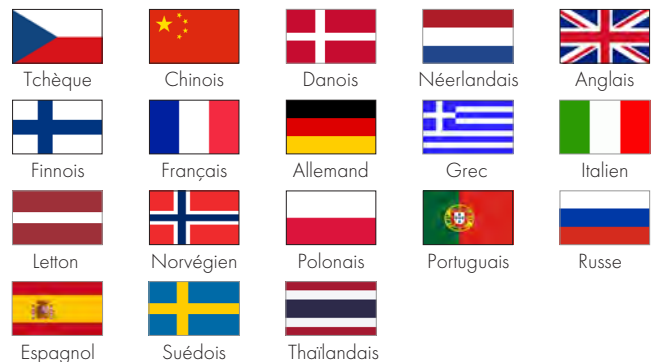 Tchèque Chinois Danois Néerlandais Anglais
Finnois Français Allemand Grec Italien
Letton Norvégien Polonais Portuguais Russe
Espagnol Suédois Thaïlandais